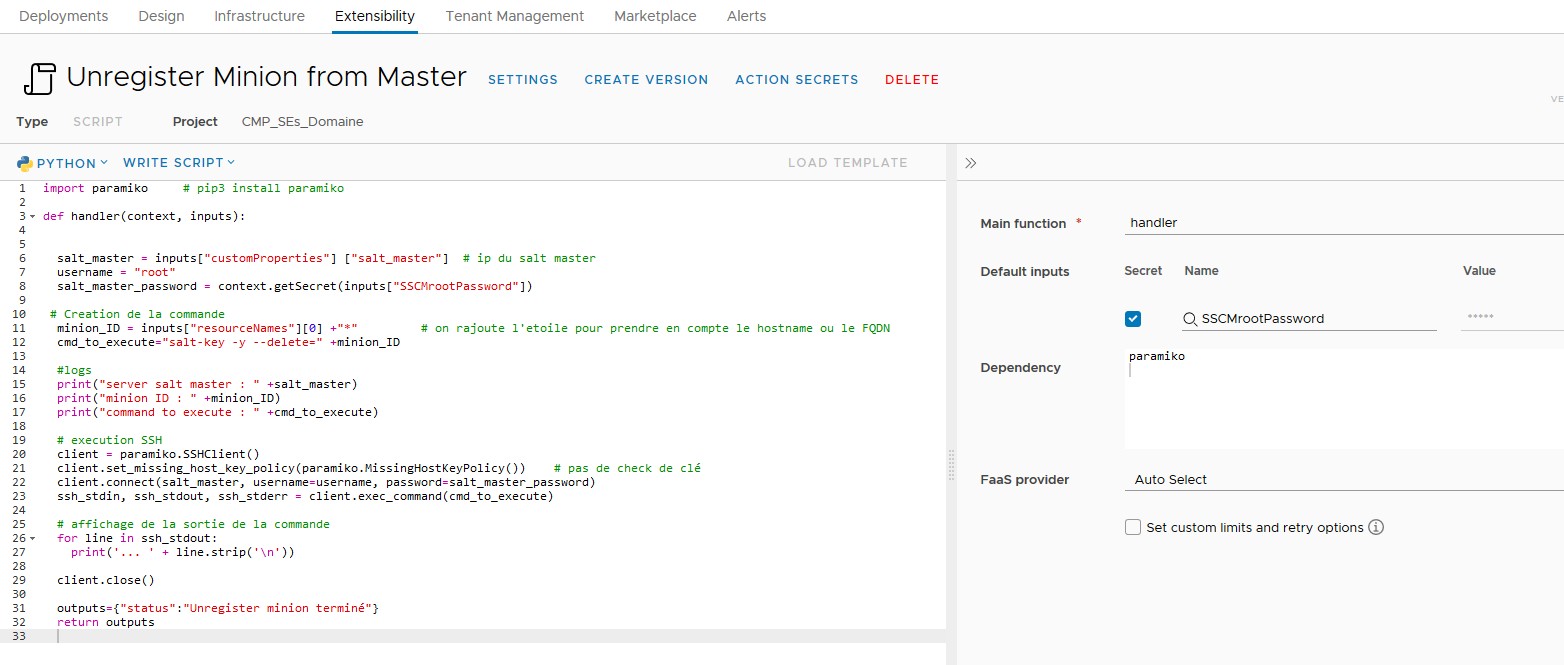 Deployments Design Infrastructure Extensibility Tenant Management Marketplace Alerts
Unregister Minion from Master SETTINGS CREATE VERSION ACTION SECRETS DELETE
VE
Type SCRIPT Project CMP_SEs_Domaine
PYTHON WRITE SCRIPT LOAD TEMPLATE
1 import paramiko     # pip3 install paramiko
2
3 def handler(context, inputs):
4
5
6   salt_master = inputs["customProperties"] ["salt_master"]  # ip du salt master
7   username = "root"
8   salt_master_password = context.getSecret(inputs["SSCMrootPassword"])
9
10  # Creation de la commande
11   minion_ID = inputs["resourceNames"][0] +"*"         # on rajoute l'etoile pour prendre en compte le hostname ou le FQDN
12   cmd_to_execute="salt-key -y --delete=" +minion_ID
13
14   #logs
15   print("server salt master : " +salt_master)
16   print("minion ID : " +minion_ID)
17   print("command to execute : " +cmd_to_execute)
18
19   # execution SSH
20   client = paramiko.SSHClient()
21   client.set_missing_host_key_policy(paramiko.MissingHostKeyPolicy())    # pas de check de clé
22   client.connect(salt_master, username=username, password=salt_master_password)
23   ssh_stdin, ssh_stdout, ssh_stderr = client.exec_command(cmd_to_execute)
24
25   # affichage de la sortie de la commande
26   for line in ssh_stdout:
27     print('... ' + line.strip('\n'))
28
29   client.close()
30
31   outputs={"status":"Unregister minion terminé"}
32   return outputs
33
Main function * handler
Default inputs Secret Name Value
SSCMrootPassword *****
Dependency paramiko
FaaS provider Auto Select
Set custom limits and retry options